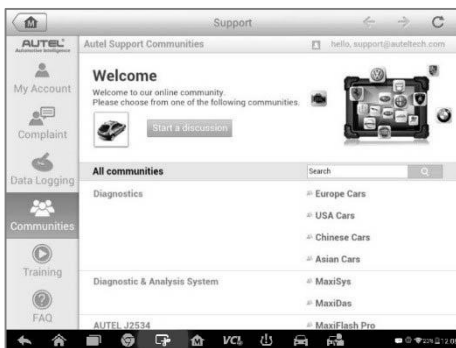 Support
AUTEL
Autel Support Communities
hello, support@auteltech.com
My Account
Complaint
Data Logging
Communities
Training
FAQ
Welcome
Welcome to our online community.
Please choose from one of the following communities.
Start a discussion
All communities
Search
Diagnostics
Europe Cars
USA Cars
Chinese Cars
Asian Cars
Diagnostic & Analysis System
MaxiSys
MaxiDas
AUTEL J2534
MaxiFlash Pro
VCI